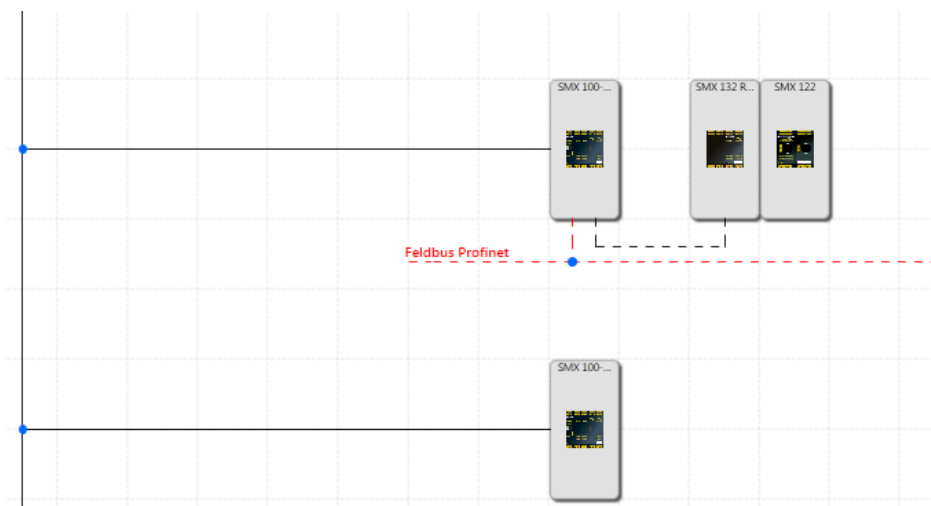 SMX 100-...
SMX 132 R...
SMX 122
Feldbus Profinet
SMX 100-...